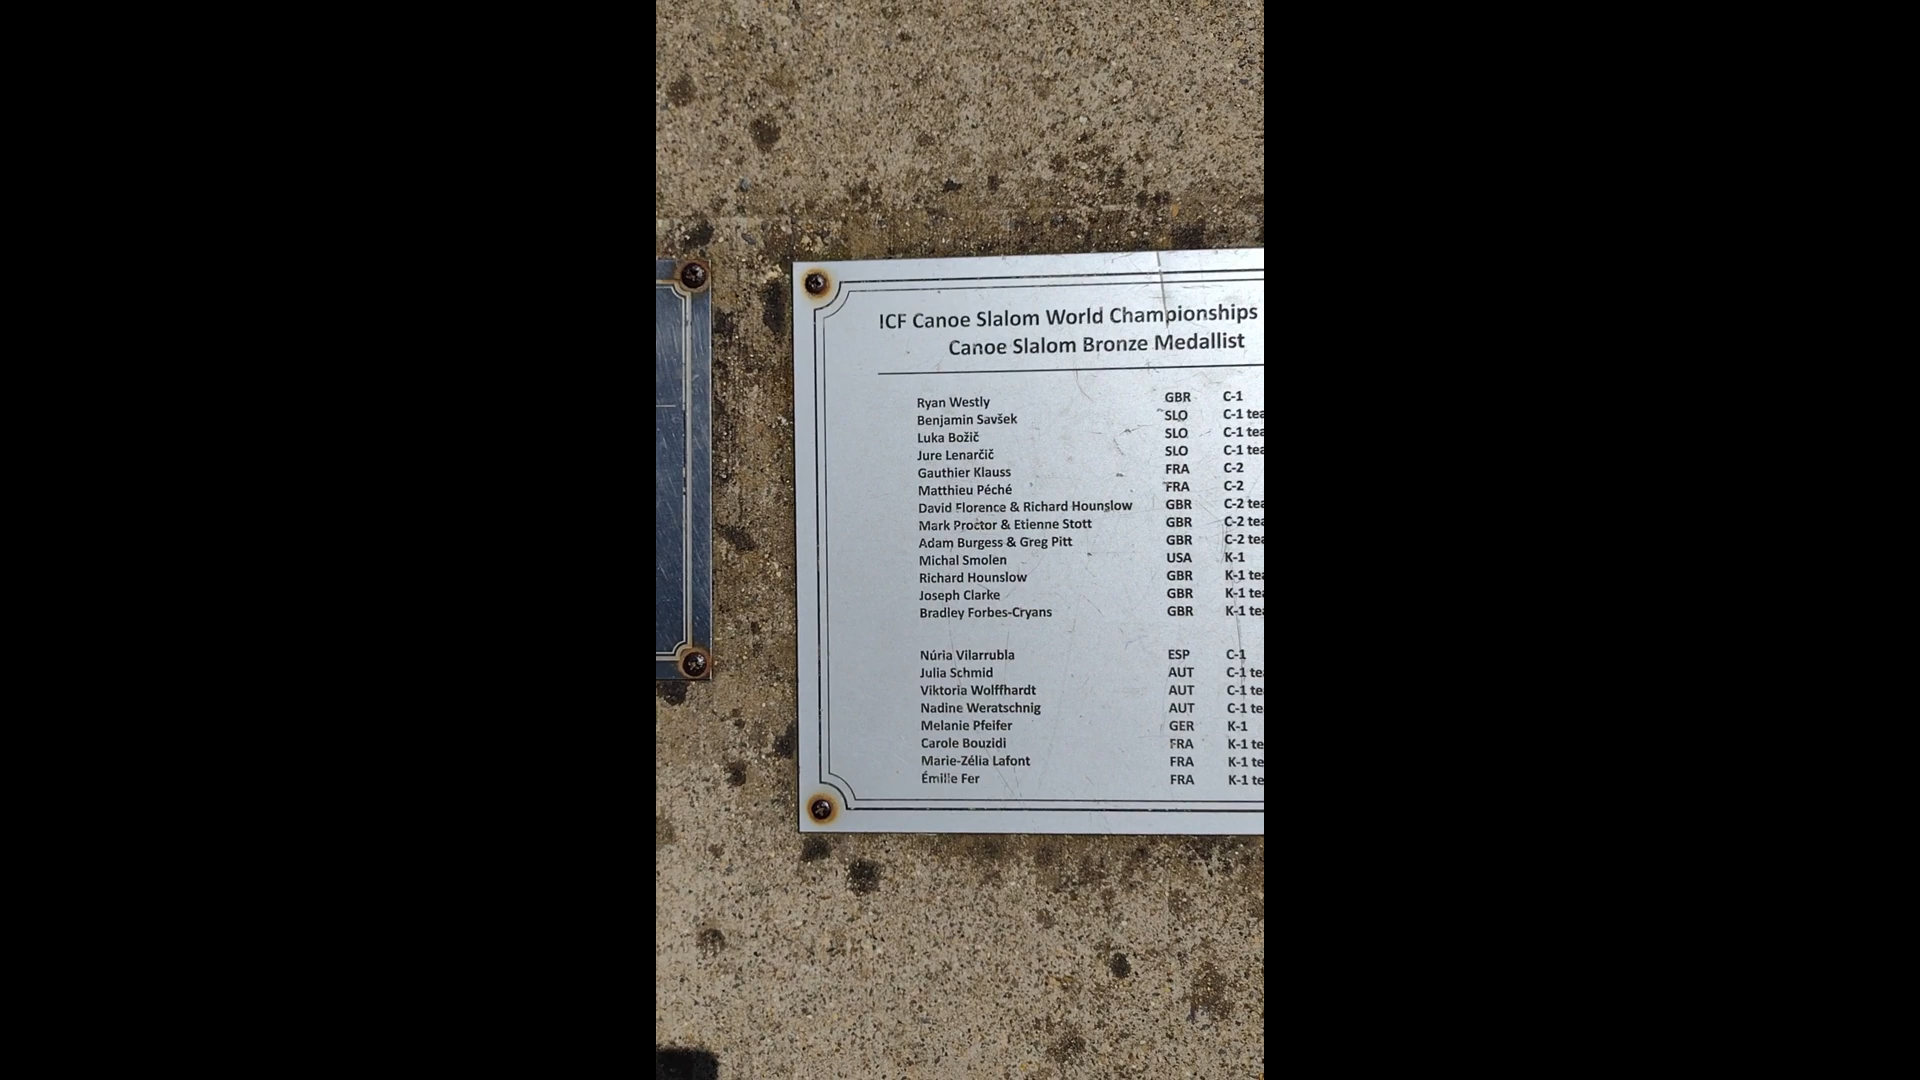 ICF Canoe Slalom World Championships
Canoe Slalom Bronze Medallist
Ryan Westly GBR C-1
Benjamin Savšek SLO C-1 tea
Luka Božič SLO C-1 tea
Jure Lenarčič SLO C-1 tea
Gauthier Klauss FRA C-2
Matthieu Péché FRA C-2
David Florence & Richard Hounslow GBR C-2 tea
Mark Proctor & Etienne Stott GBR C-2 tea
Adam Burgess & Greg Pitt GBR C-2 tea
Michal Smolen USA K-1
Richard Hounslow GBR K-1 tea
Joseph Clarke GBR K-1 tea
Bradley Forbes-Cryans GBR K-1 tea
Núria Vilarrubla ESP C-1
Julia Schmid AUT C-1 te
Viktoria Wolffhardt AUT C-1 te
Nadine Weratschnig AUT C-1 te
Melanie Pfeifer GER K-1
Carole Bouzidi FRA K-1 te
Marie-Zélia Lafont FRA K-1 te
Émilie Fer FRA K-1 te